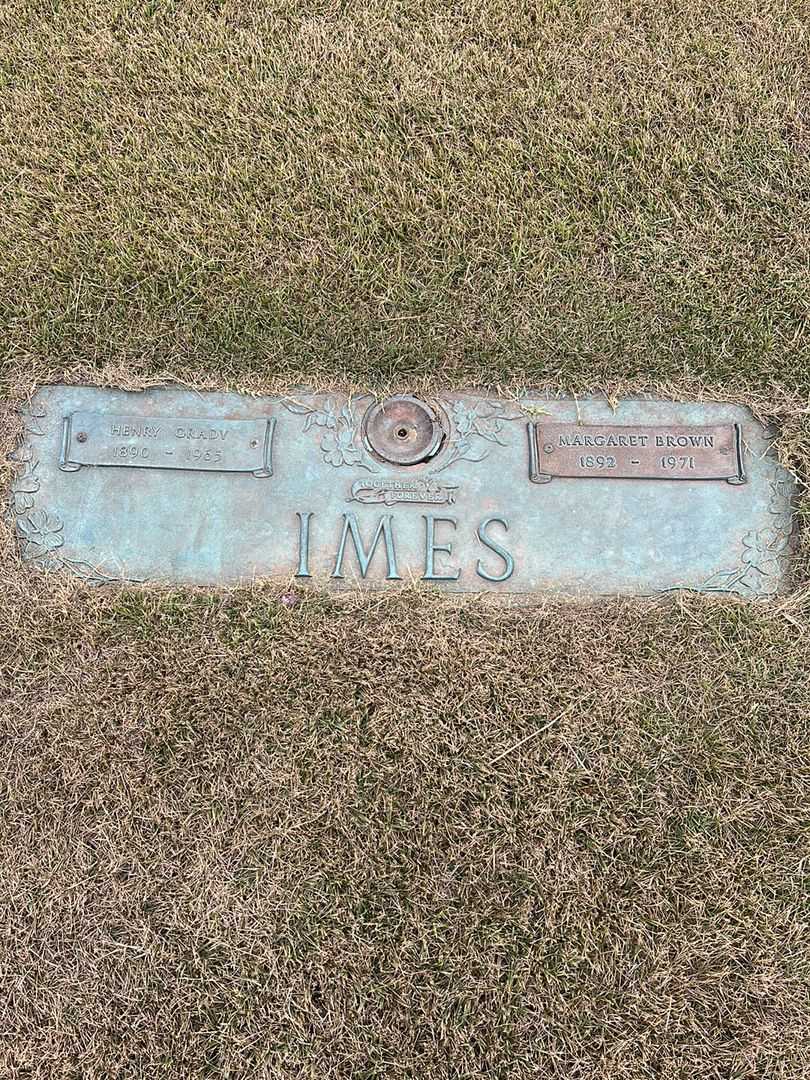 HENRY GRADY
1890 - 1965
MARGARET BROWN
1892 - 1971
TOGETHER
FOREVER
IMES